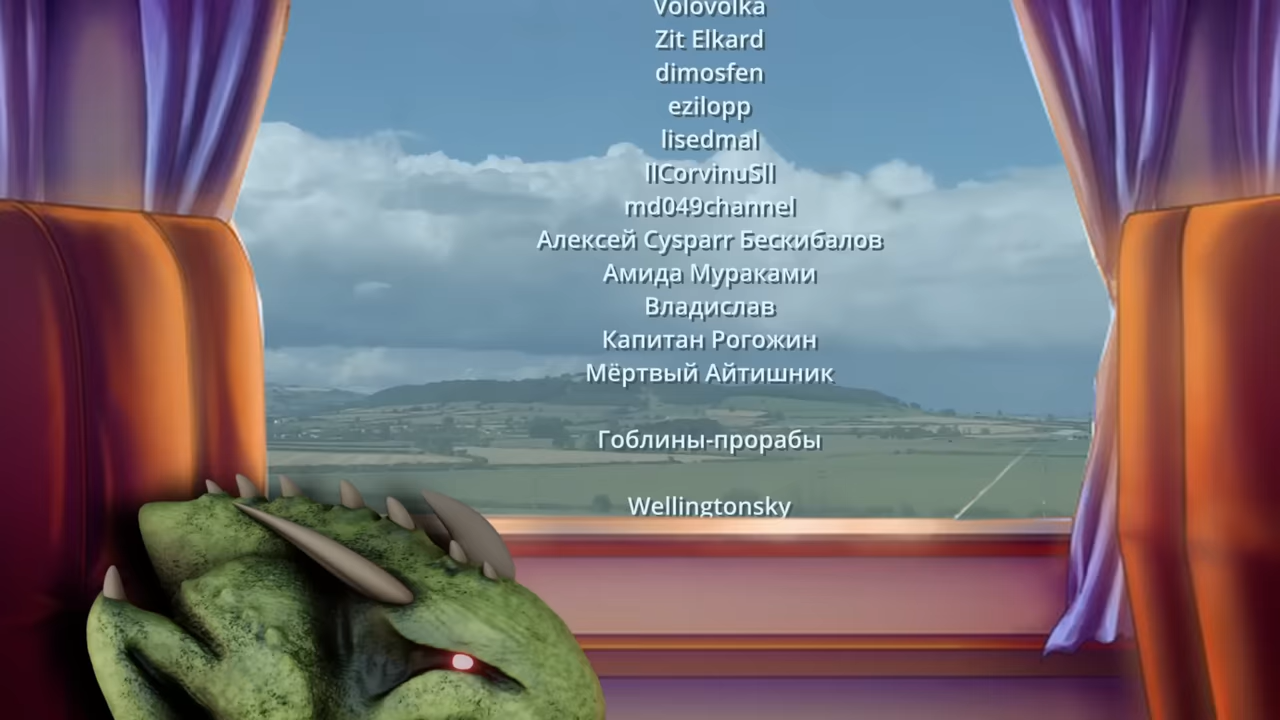 Volovolka
Zit Elkard
dimosfen
ezilopp
lisedmal
llCorvinuSll
md049channel
Алексей Cysparr Бескибалов
Амида Мураками
Владислав
Капитан Рогожин
Мёртвый Айтишник
Гоблины-прорабы
Wellingtonsky